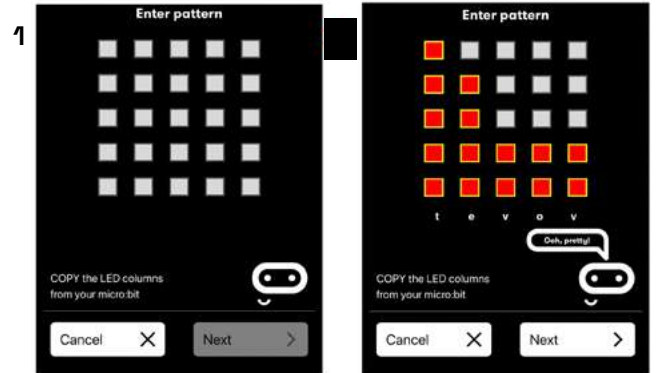 Enter pattern
1
COPY the LED columns
from your micro:bit
Cancel
Next
Enter pattern
t e v o v
Ooh, pretty!
COPY the LED columns
from your micro:bit
Cancel
Next